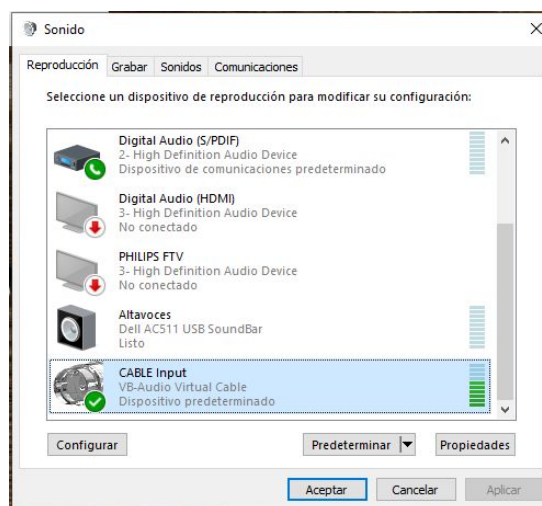 Sonido
Reproducción Grabar Sonidos Comunicaciones
Seleccione un dispositivo de reproducción para modificar su configuración:
Digital Audio (S/PDIF)
2- High Definition Audio Device
Dispositivo de comunicaciones predeterminado
Digital Audio (HDMI)
3- High Definition Audio Device
No conectado
PHILIPS FTV
3- High Definition Audio Device
No conectado
Altavoces
Dell AC511 USB SoundBar
Listo
CABLE Input
VB-Audio Virtual Cable
Dispositivo predeterminado
Configurar Predeterminar Propiedades
Aceptar Cancelar Aplicar